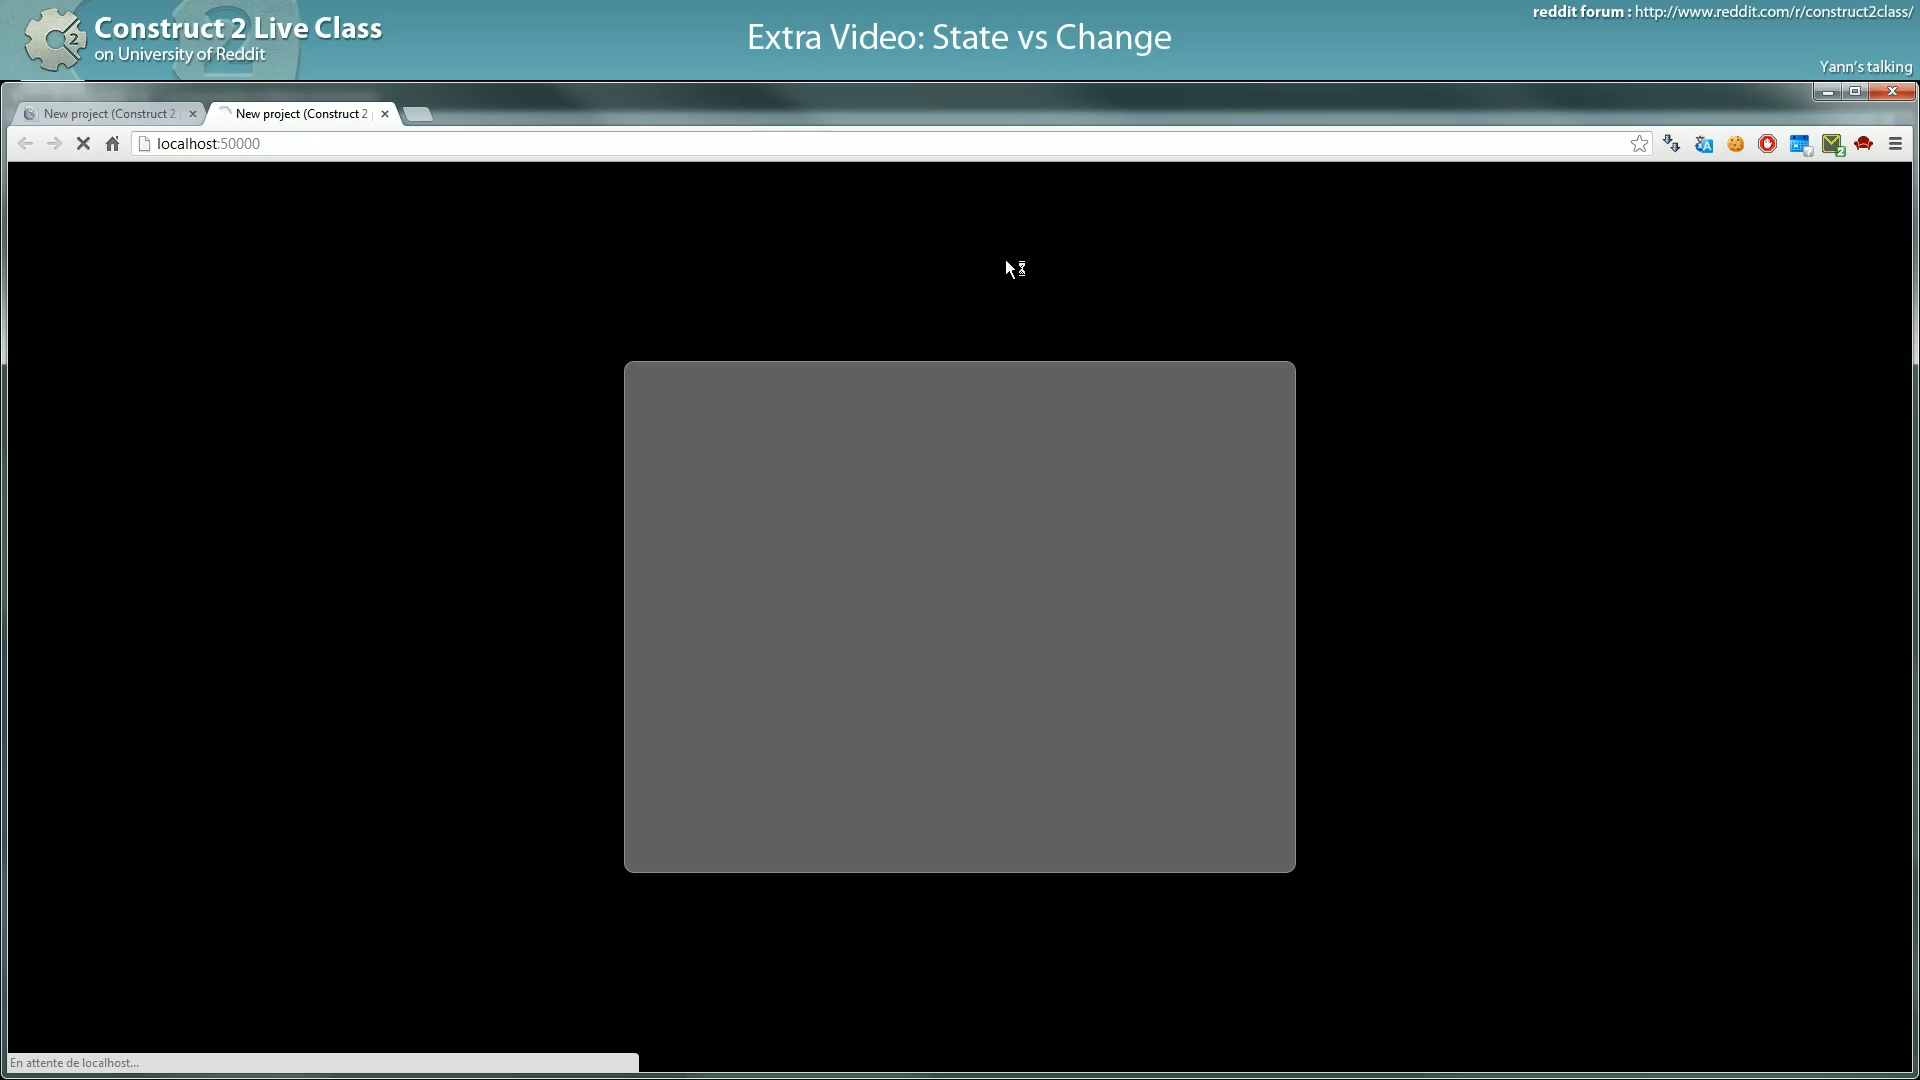 Construct 2 Live Class
on University of Reddit
Extra Video: State vs Change
reddit forum : http://www.reddit.com/r/construct2class/
Yann's talking
New project (Construct 2
New project (Construct 2
localhost:50000
En attente de localhost...